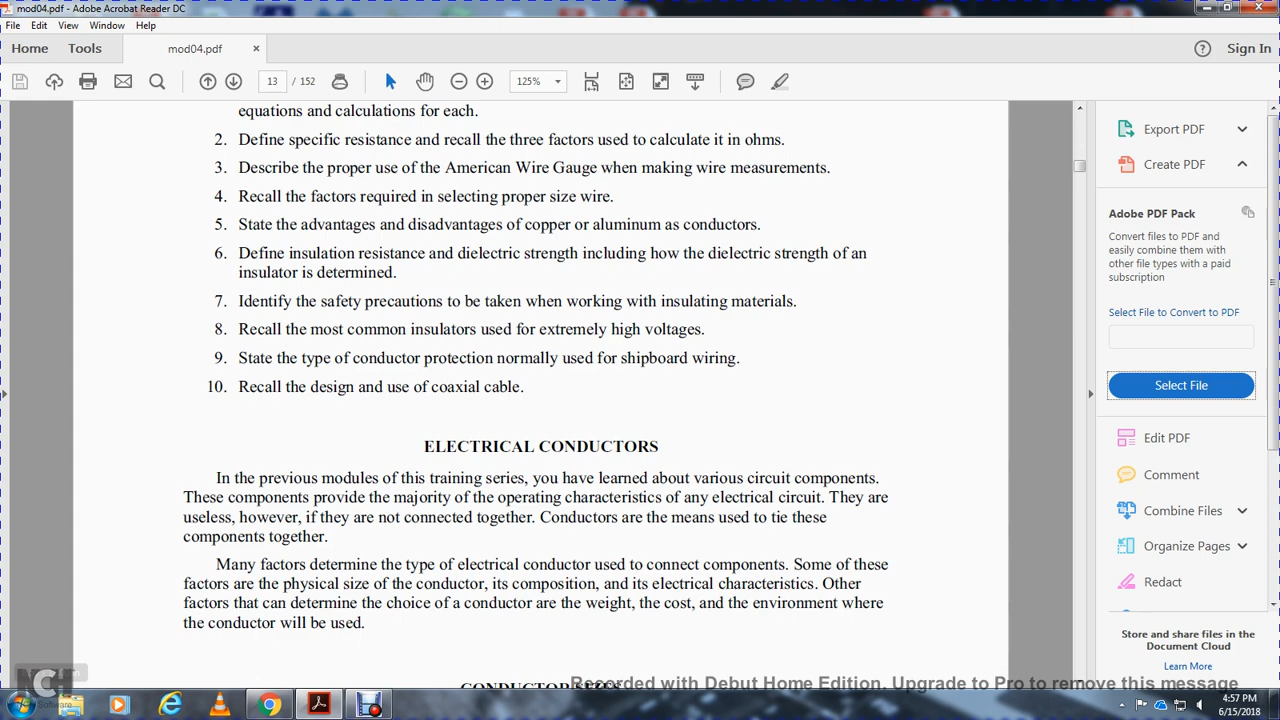 mod04.pdf - Adobe Acrobat Reader DC
File Edit View Window Help
Home Tools mod04.pdf × Sign In
13 / 152 125%
equations and calculations for each.
2. Define specific resistance and recall the three factors used to calculate it in ohms.
3. Describe the proper use of the American Wire Gauge when making wire measurements.
4. Recall the factors required in selecting proper size wire.
5. State the advantages and disadvantages of copper or aluminum as conductors.
6. Define insulation resistance and dielectric strength including how the dielectric strength of an
insulator is determined.
7. Identify the safety precautions to be taken when working with insulating materials.
8. Recall the most common insulators used for extremely high voltages.
9. State the type of conductor protection normally used for shipboard wiring.
10. Recall the design and use of coaxial cable.
ELECTRICAL CONDUCTORS
In the previous modules of this training series, you have learned about various circuit components.
These components provide the majority of the operating characteristics of any electrical circuit. They are
useless, however, if they are not connected together. Conductors are the means used to tie these
components together.
Many factors determine the type of electrical conductor used to connect components. Some of these
factors are the physical size of the conductor, its composition, and its electrical characteristics. Other
factors that can determine the choice of a conductor are the weight, the cost, and the environment where
the conductor will be used.
Export PDF
Create PDF
Adobe PDF Pack
Convert files to PDF and
easily combine them with
other file types with a paid
subscription
Select File to Convert to PDF
Select File
Edit PDF
Comment
Combine Files
Organize Pages
Redact
Store and share files in the
Document Cloud
Learn More
NCH
Software
Recorded with Debut Home Edition. Upgrade to Pro to remove this message
4:57 PM
6/15/2018